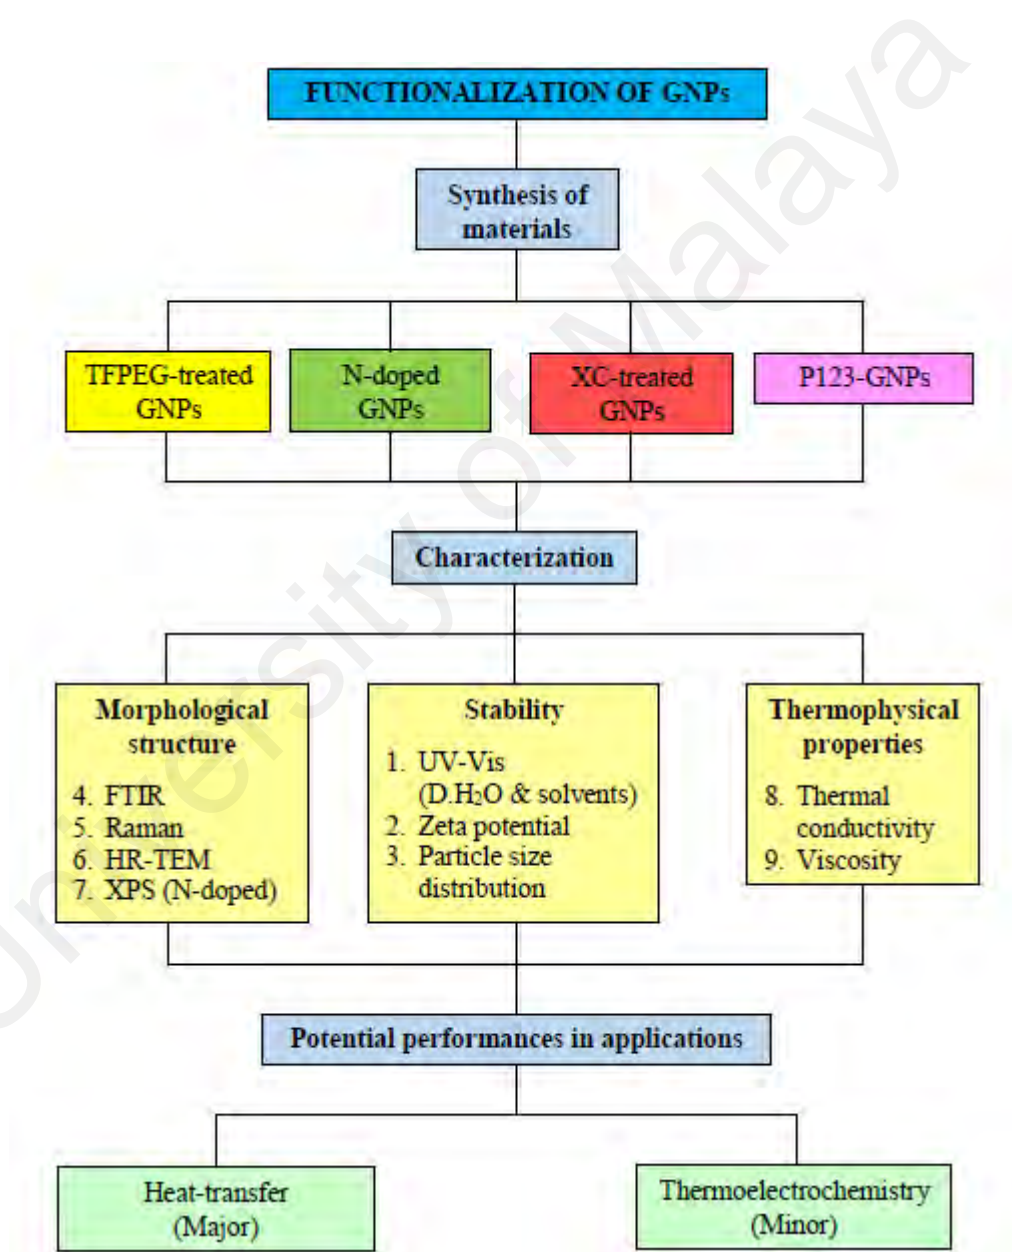 FUNCTIONALIZATION OF GNPs
Synthesis of
materials
TFPEG-treated
GNPs
N-doped
GNPs
XC-treated
GNPs
P123-GNPs
Characterization
Morphological
structure
4. FTIR
5. Raman
6. HR-TEM
7. XPS (N-doped)
Stability
1. UV-Vis
(D.H₂O & solvents)
2. Zeta potential
3. Particle size
distribution
Thermophysical
properties
8. Thermal
conductivity
9. Viscosity
Potential performances in applications
Heat-transfer
(Major)
Thermoelectrochemistry
(Minor)
University of Malaya